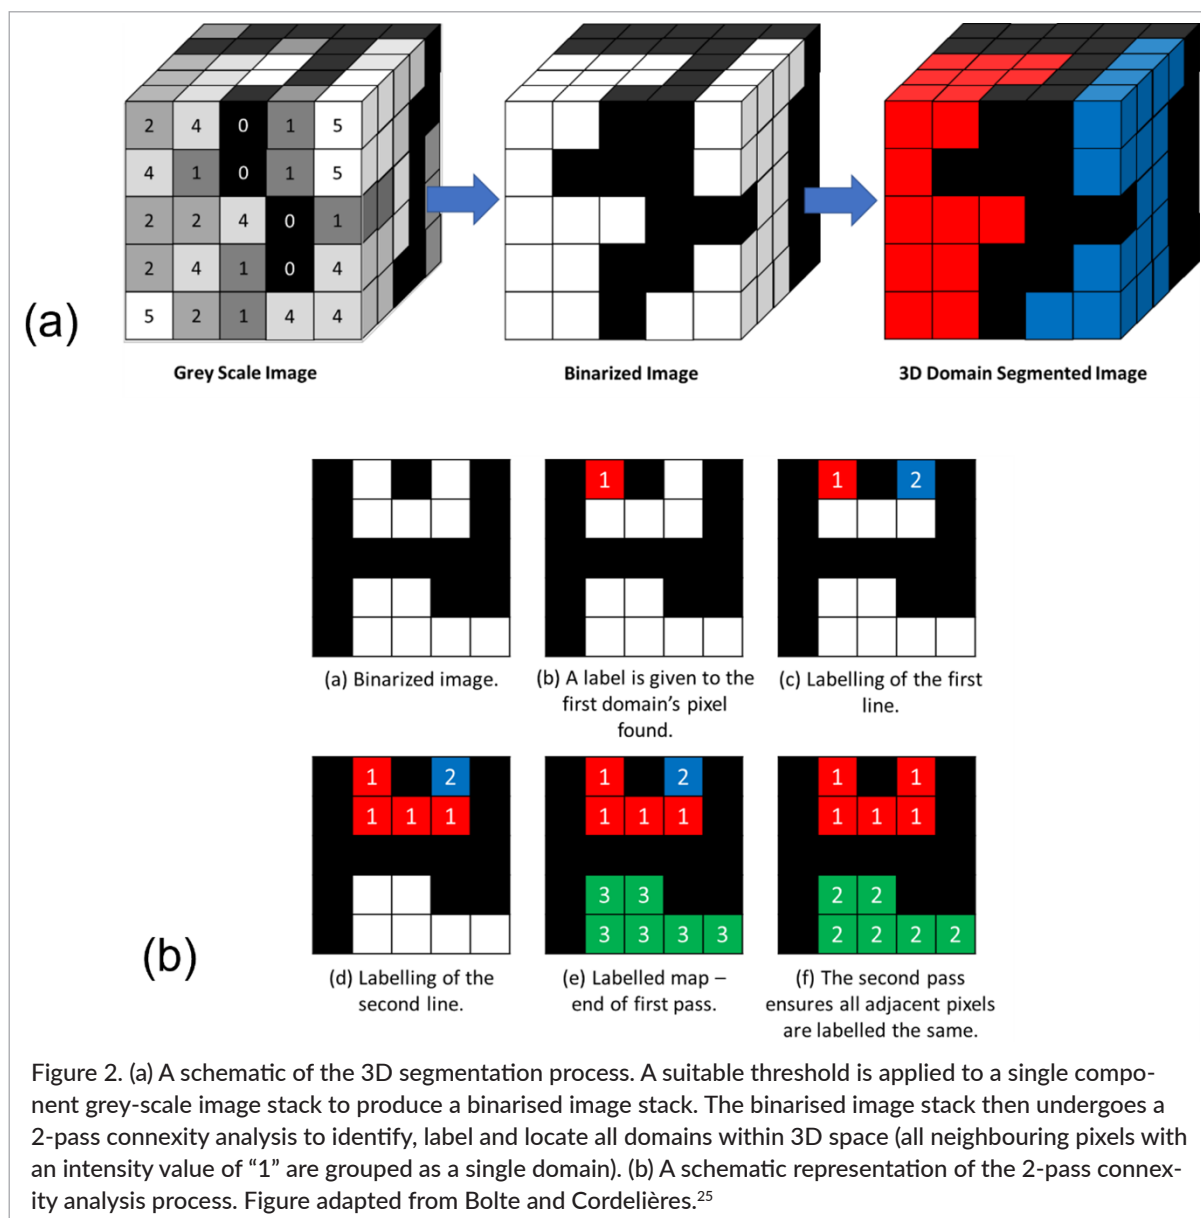 2 4 0 1 5
4 1 0 1 5
2 2 4 0 1
2 4 1 0 4
5 2 1 4 4
(a)
Grey Scale Image
Binarized Image
3D Domain Segmented Image
1
1 2
(a) Binarized image.
(b) A label is given to the
first domain’s pixel
found.
(c) Labelling of the first
line.
1 2
1 1 1
1 2
1 1 1
3 3
3 3 3 3
1 1
1 1 1
2 2
2 2 2 2
(b)
(d) Labelling of the
second line.
(e) Labelled map –
end of first pass.
(f) The second pass
ensures all adjacent pixels
are labelled the same.
Figure 2. (a) A schematic of the 3D segmentation process. A suitable threshold is applied to a single compo-
nent grey-scale image stack to produce a binarised image stack. The binarised image stack then undergoes a
2-pass connexity analysis to identify, label and locate all domains within 3D space (all neighbouring pixels with
an intensity value of “1” are grouped as a single domain). (b) A schematic representation of the 2-pass connex-
ity analysis process. Figure adapted from Bolte and Cordelières.²⁵